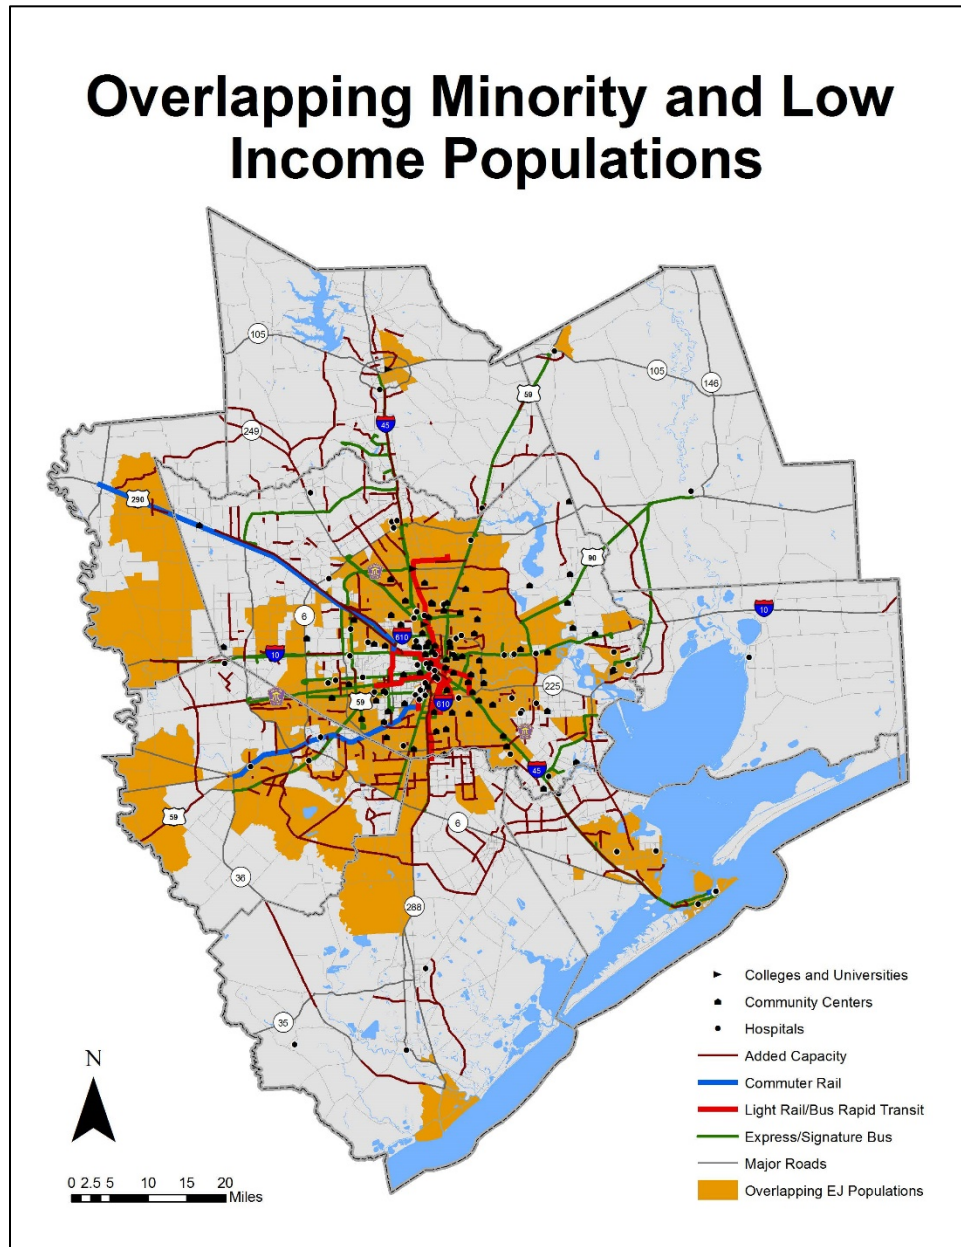 Overlapping Minority and Low
Income Populations
105
105
146
59
45
249
290
90
6
10
610
10
59
225
610
45
59
6
36
288
35
Colleges and Universities
Community Centers
Hospitals
Added Capacity
Commuter Rail
Light Rail/Bus Rapid Transit
Express/Signature Bus
Major Roads
Overlapping EJ Populations
N
0 2.5 5 10 15 20
Miles